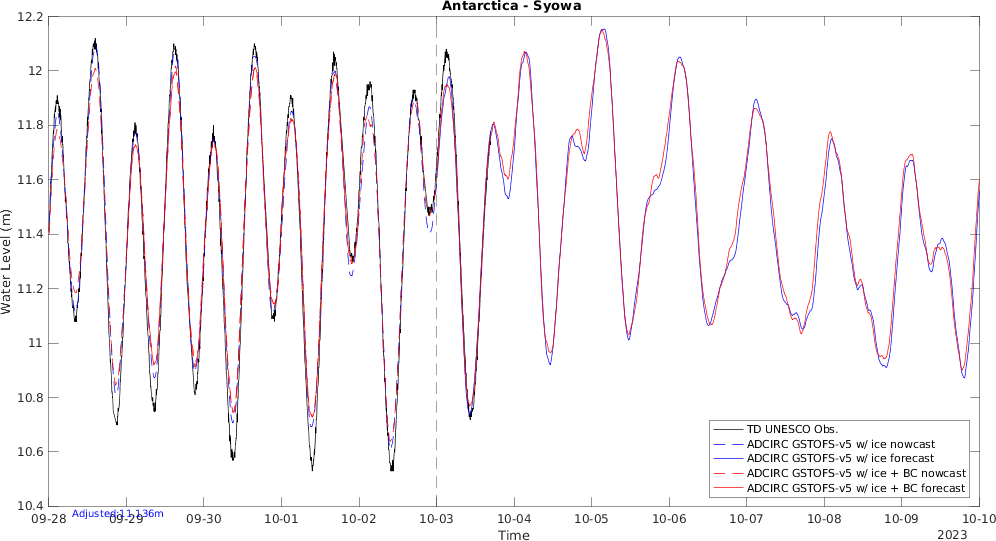 Antarctica - Syowa
Water Level (m)
12.2
12
11.8
11.6
11.4
11.2
11
10.8
10.6
10.4
TD UNESCO Obs.
ADCIRC GSTOFS-v5 w/ ice nowcast
ADCIRC GSTOFS-v5 w/ ice forecast
ADCIRC GSTOFS-v5 w/ ice + BC nowcast
ADCIRC GSTOFS-v5 w/ ice + BC forecast
Adjusted:11.136m
09-28 09-29 09-30 10-01 10-02 10-03 10-04 10-05 10-06 10-07 10-08 10-09 10-10
Time
2023